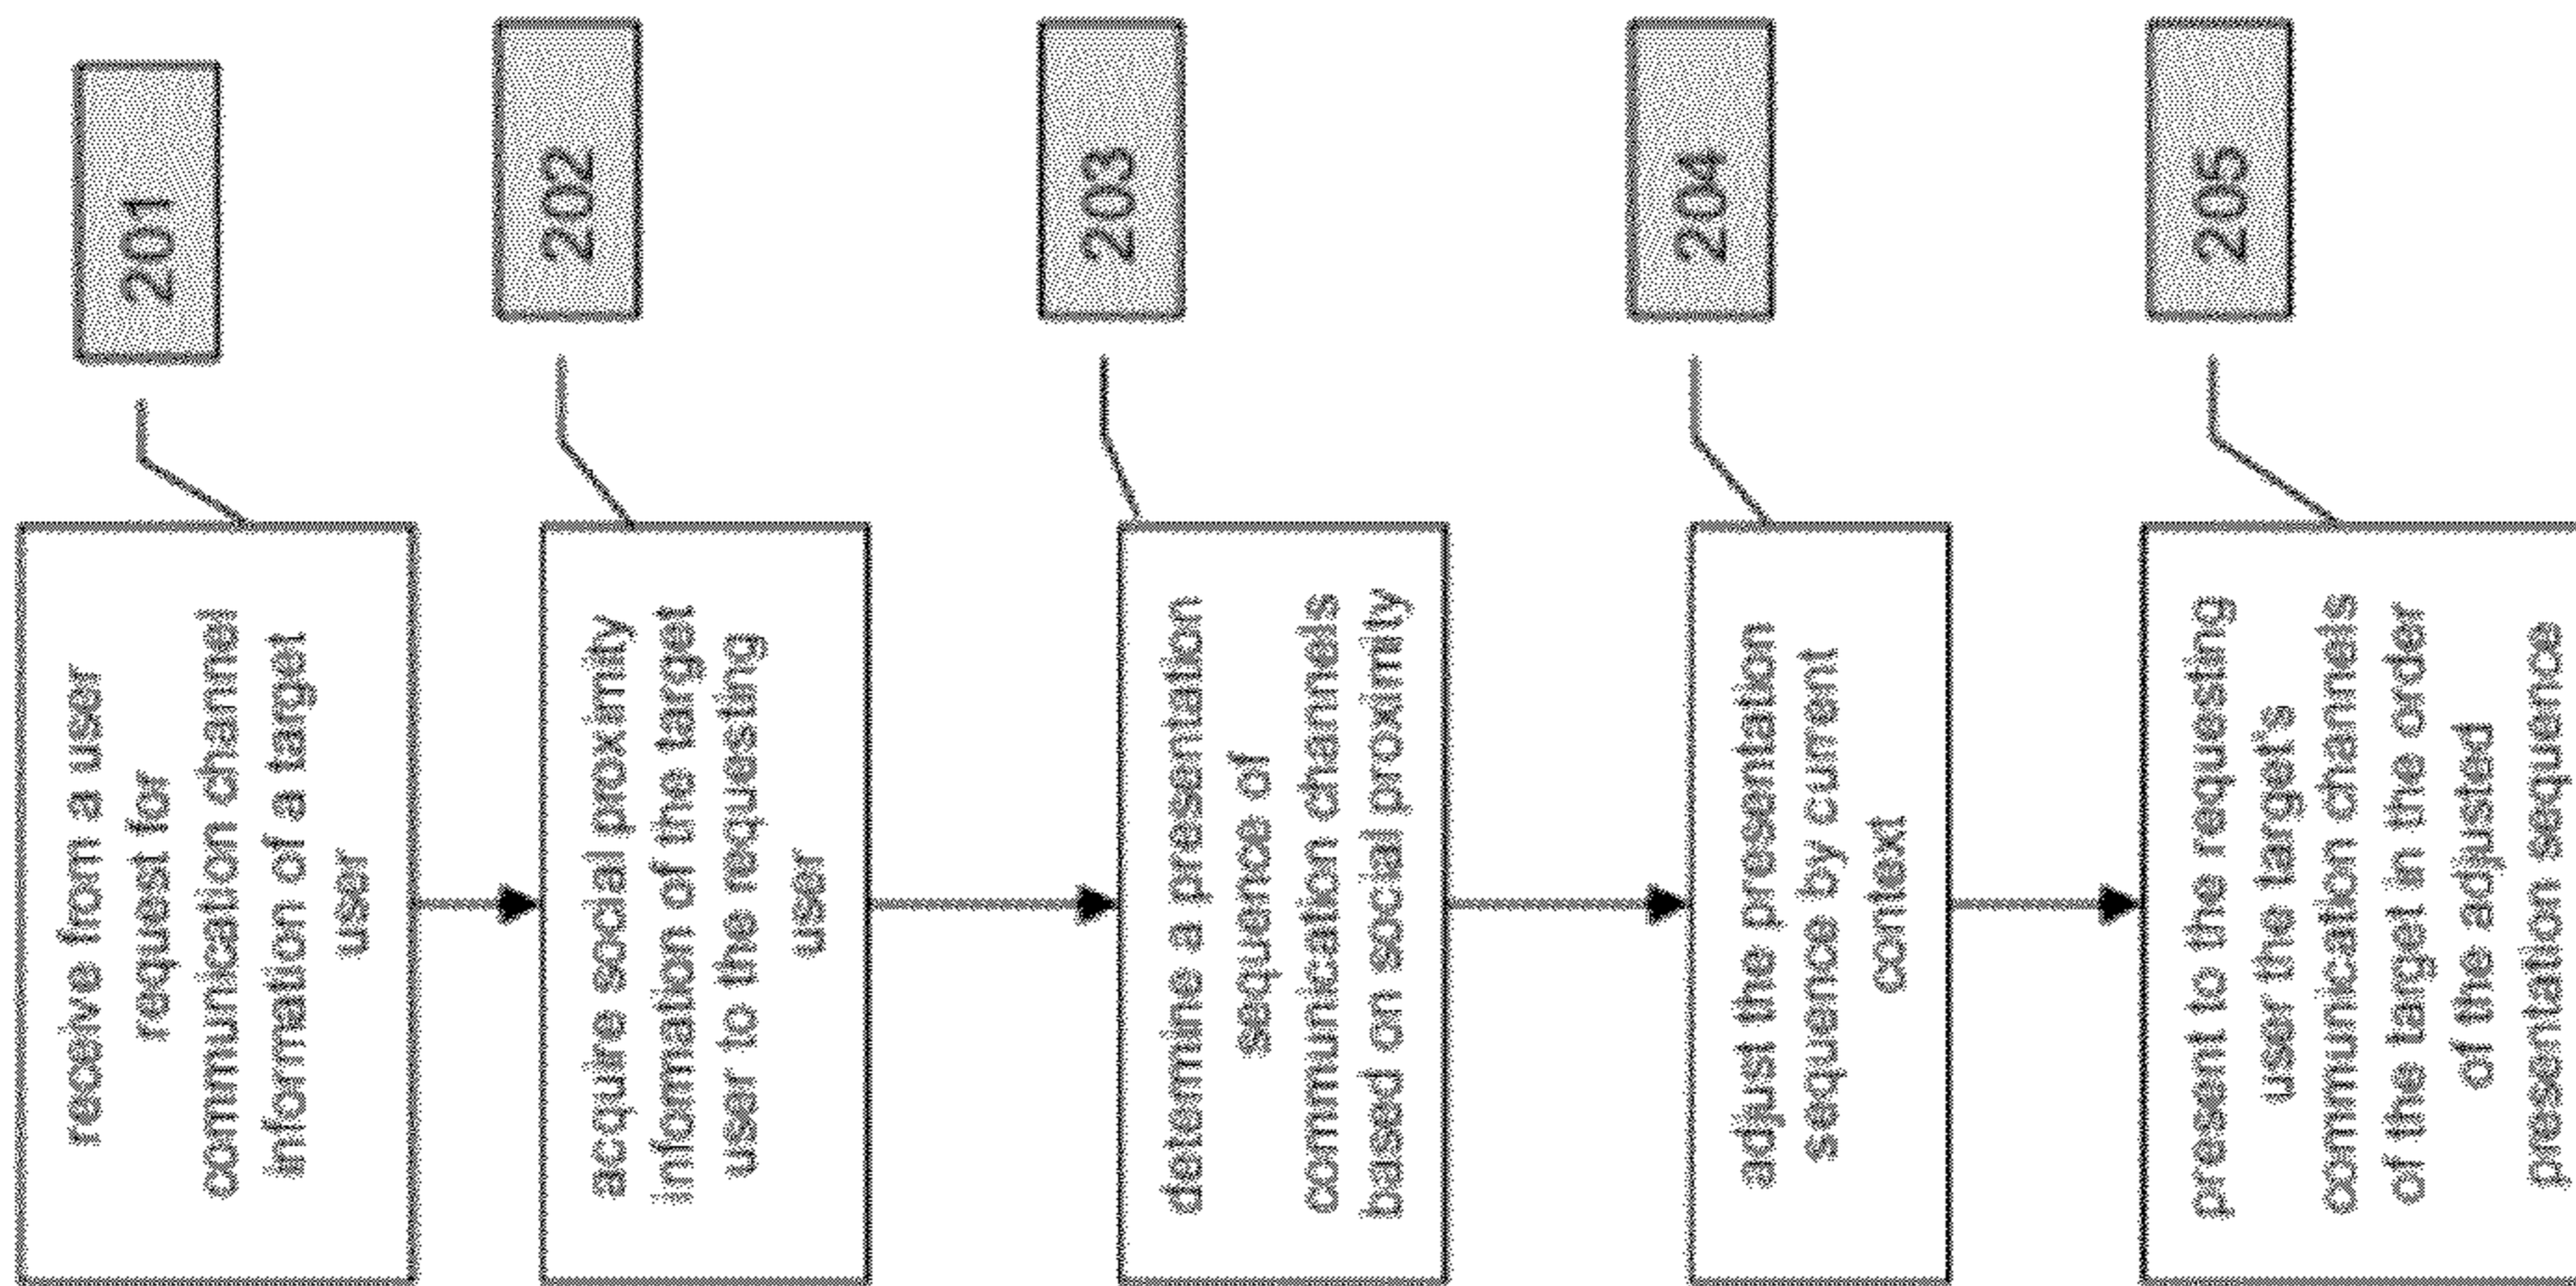 201
receive from a user
request for
communication channel
information of a target
user
202
acquire social proximity
information of the target
user to the requesting
user
203
determine a presentation
sequence of
communication channels
based on social proximity
204
adjust the presentation
sequence by current
context
205
present to the requesting
user the target's
communication channels
of the target in the order
of the adjusted
presentation sequence